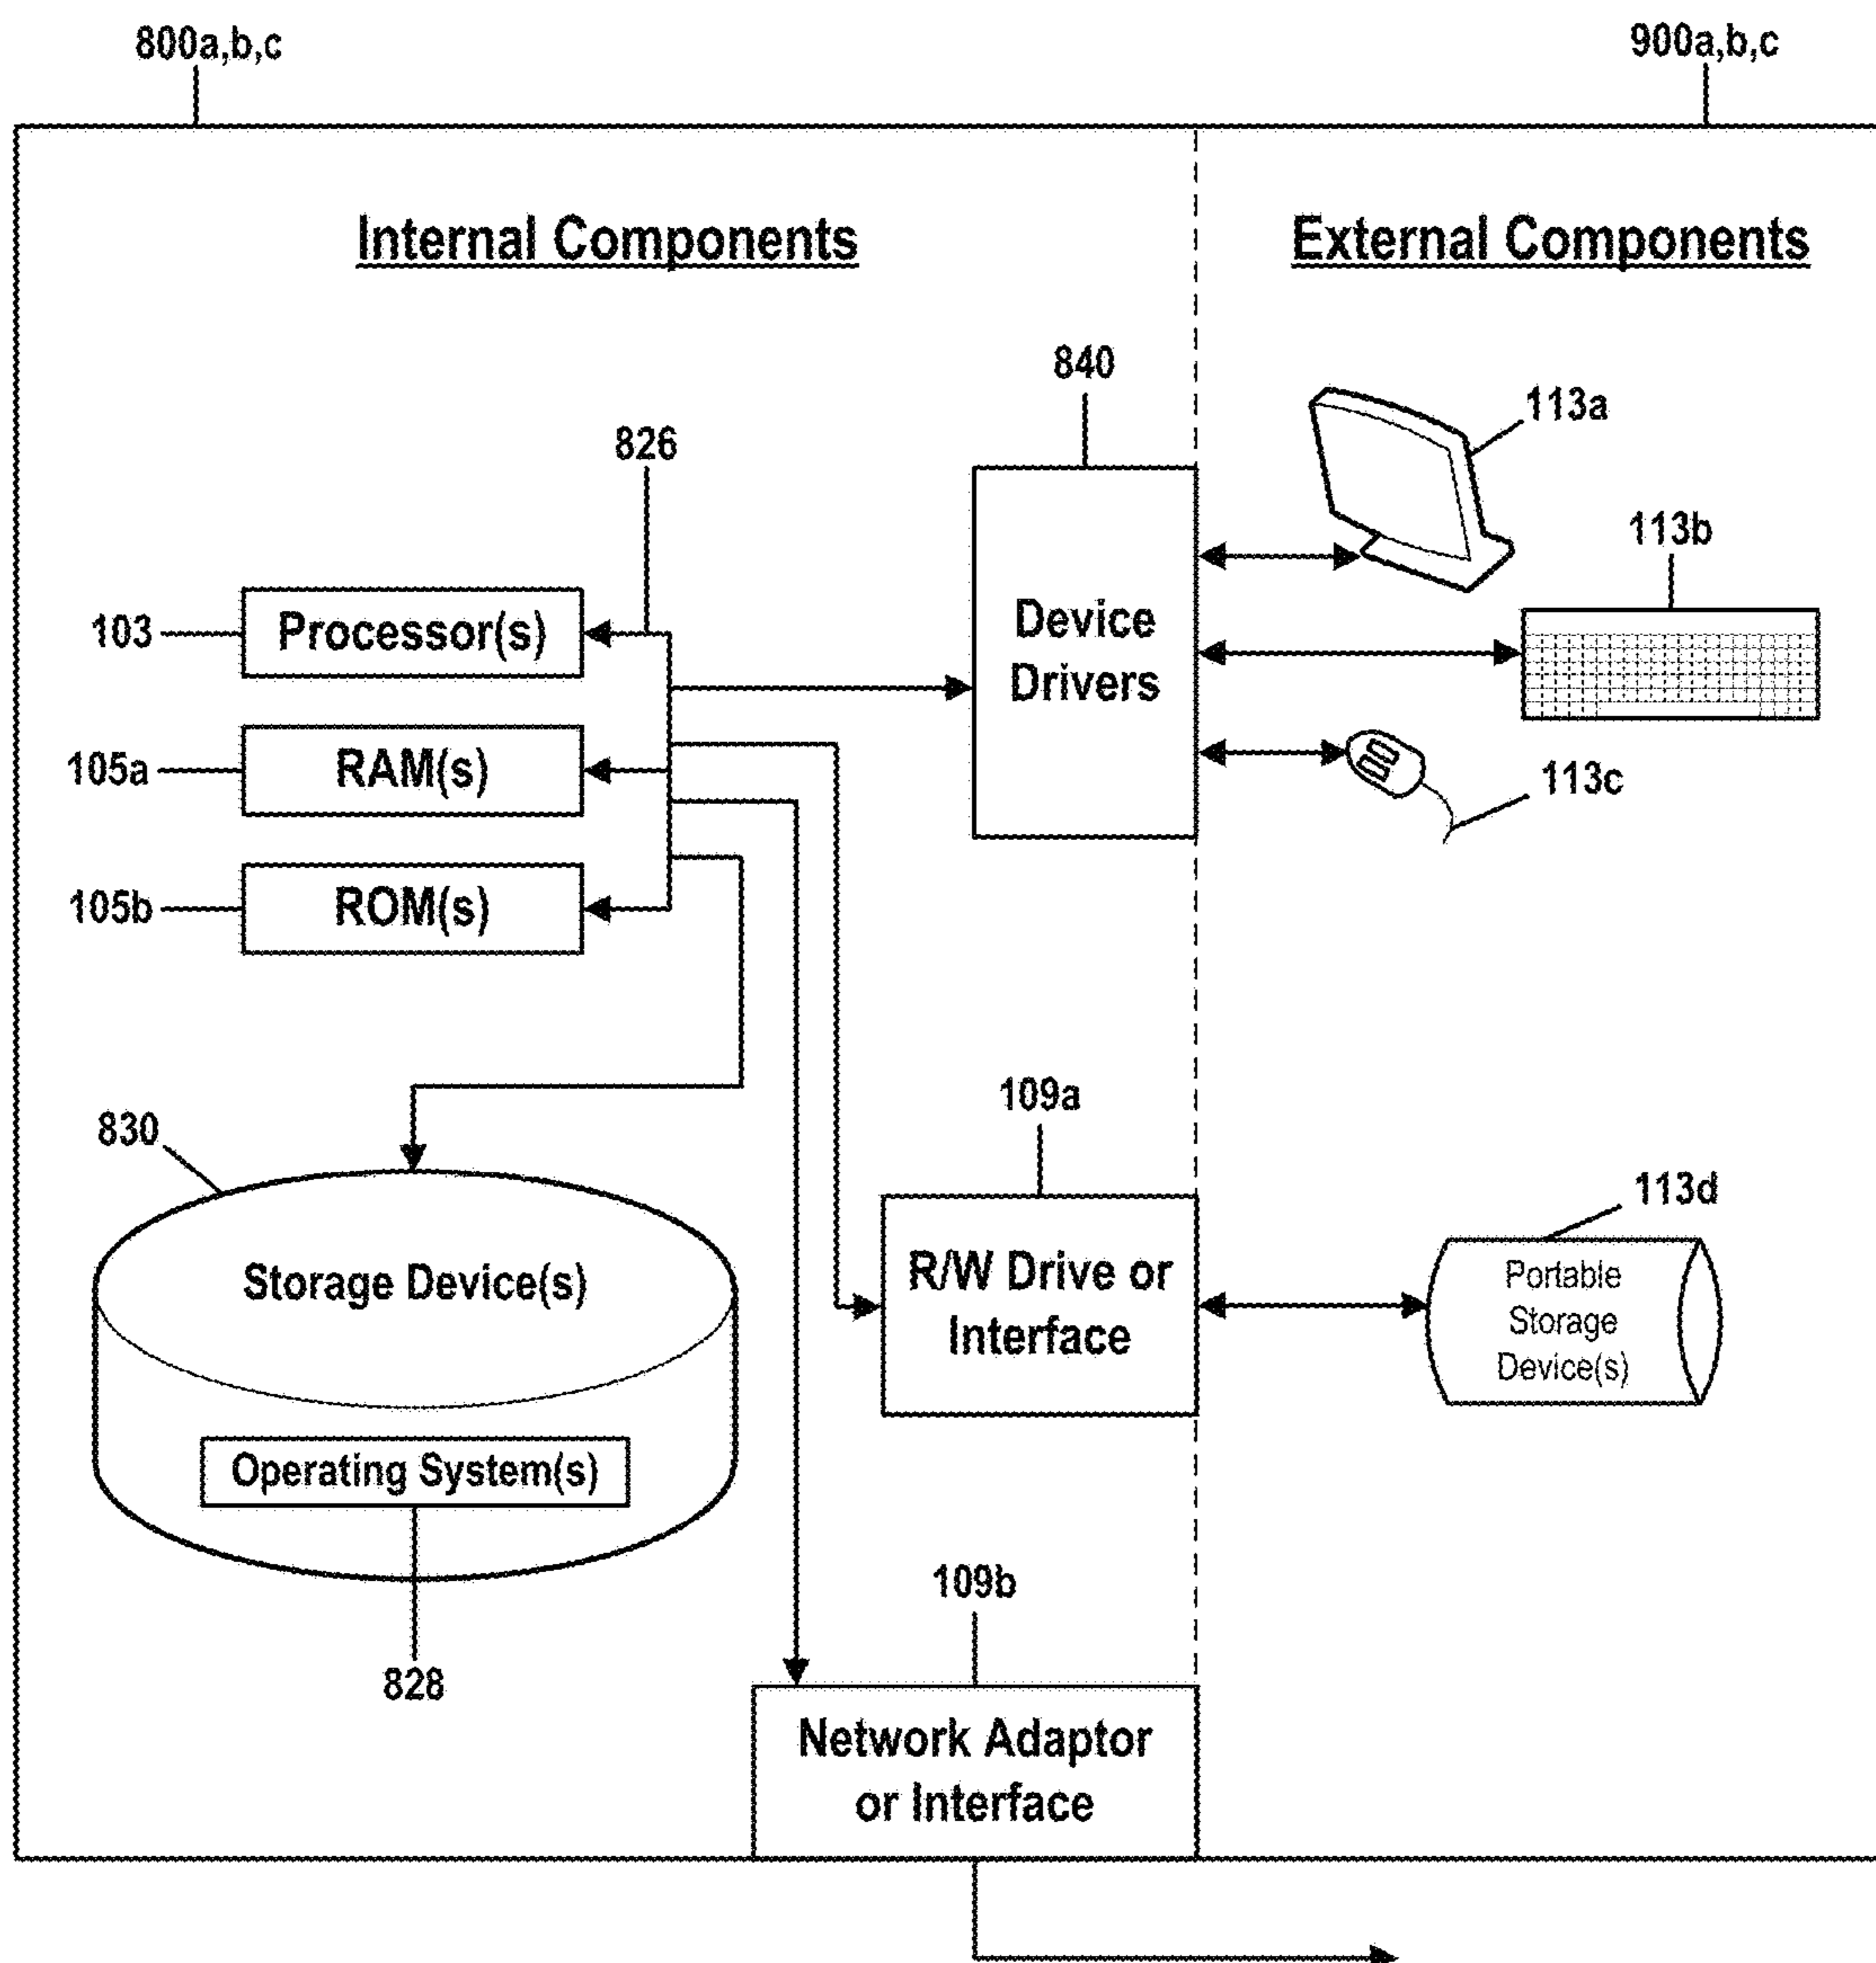 800a,b,c
900a,b,c
Internal Components
External Components
840
113a
826
113b
103
Processor(s)
Device
Drivers
105a
RAM(s)
113c
105b
ROM(s)
109a
830
113d
Storage Device(s)
R/W Drive or
Interface
Portable
Storage
Device(s)
Operating System(s)
109b
828
Network Adaptor
or Interface